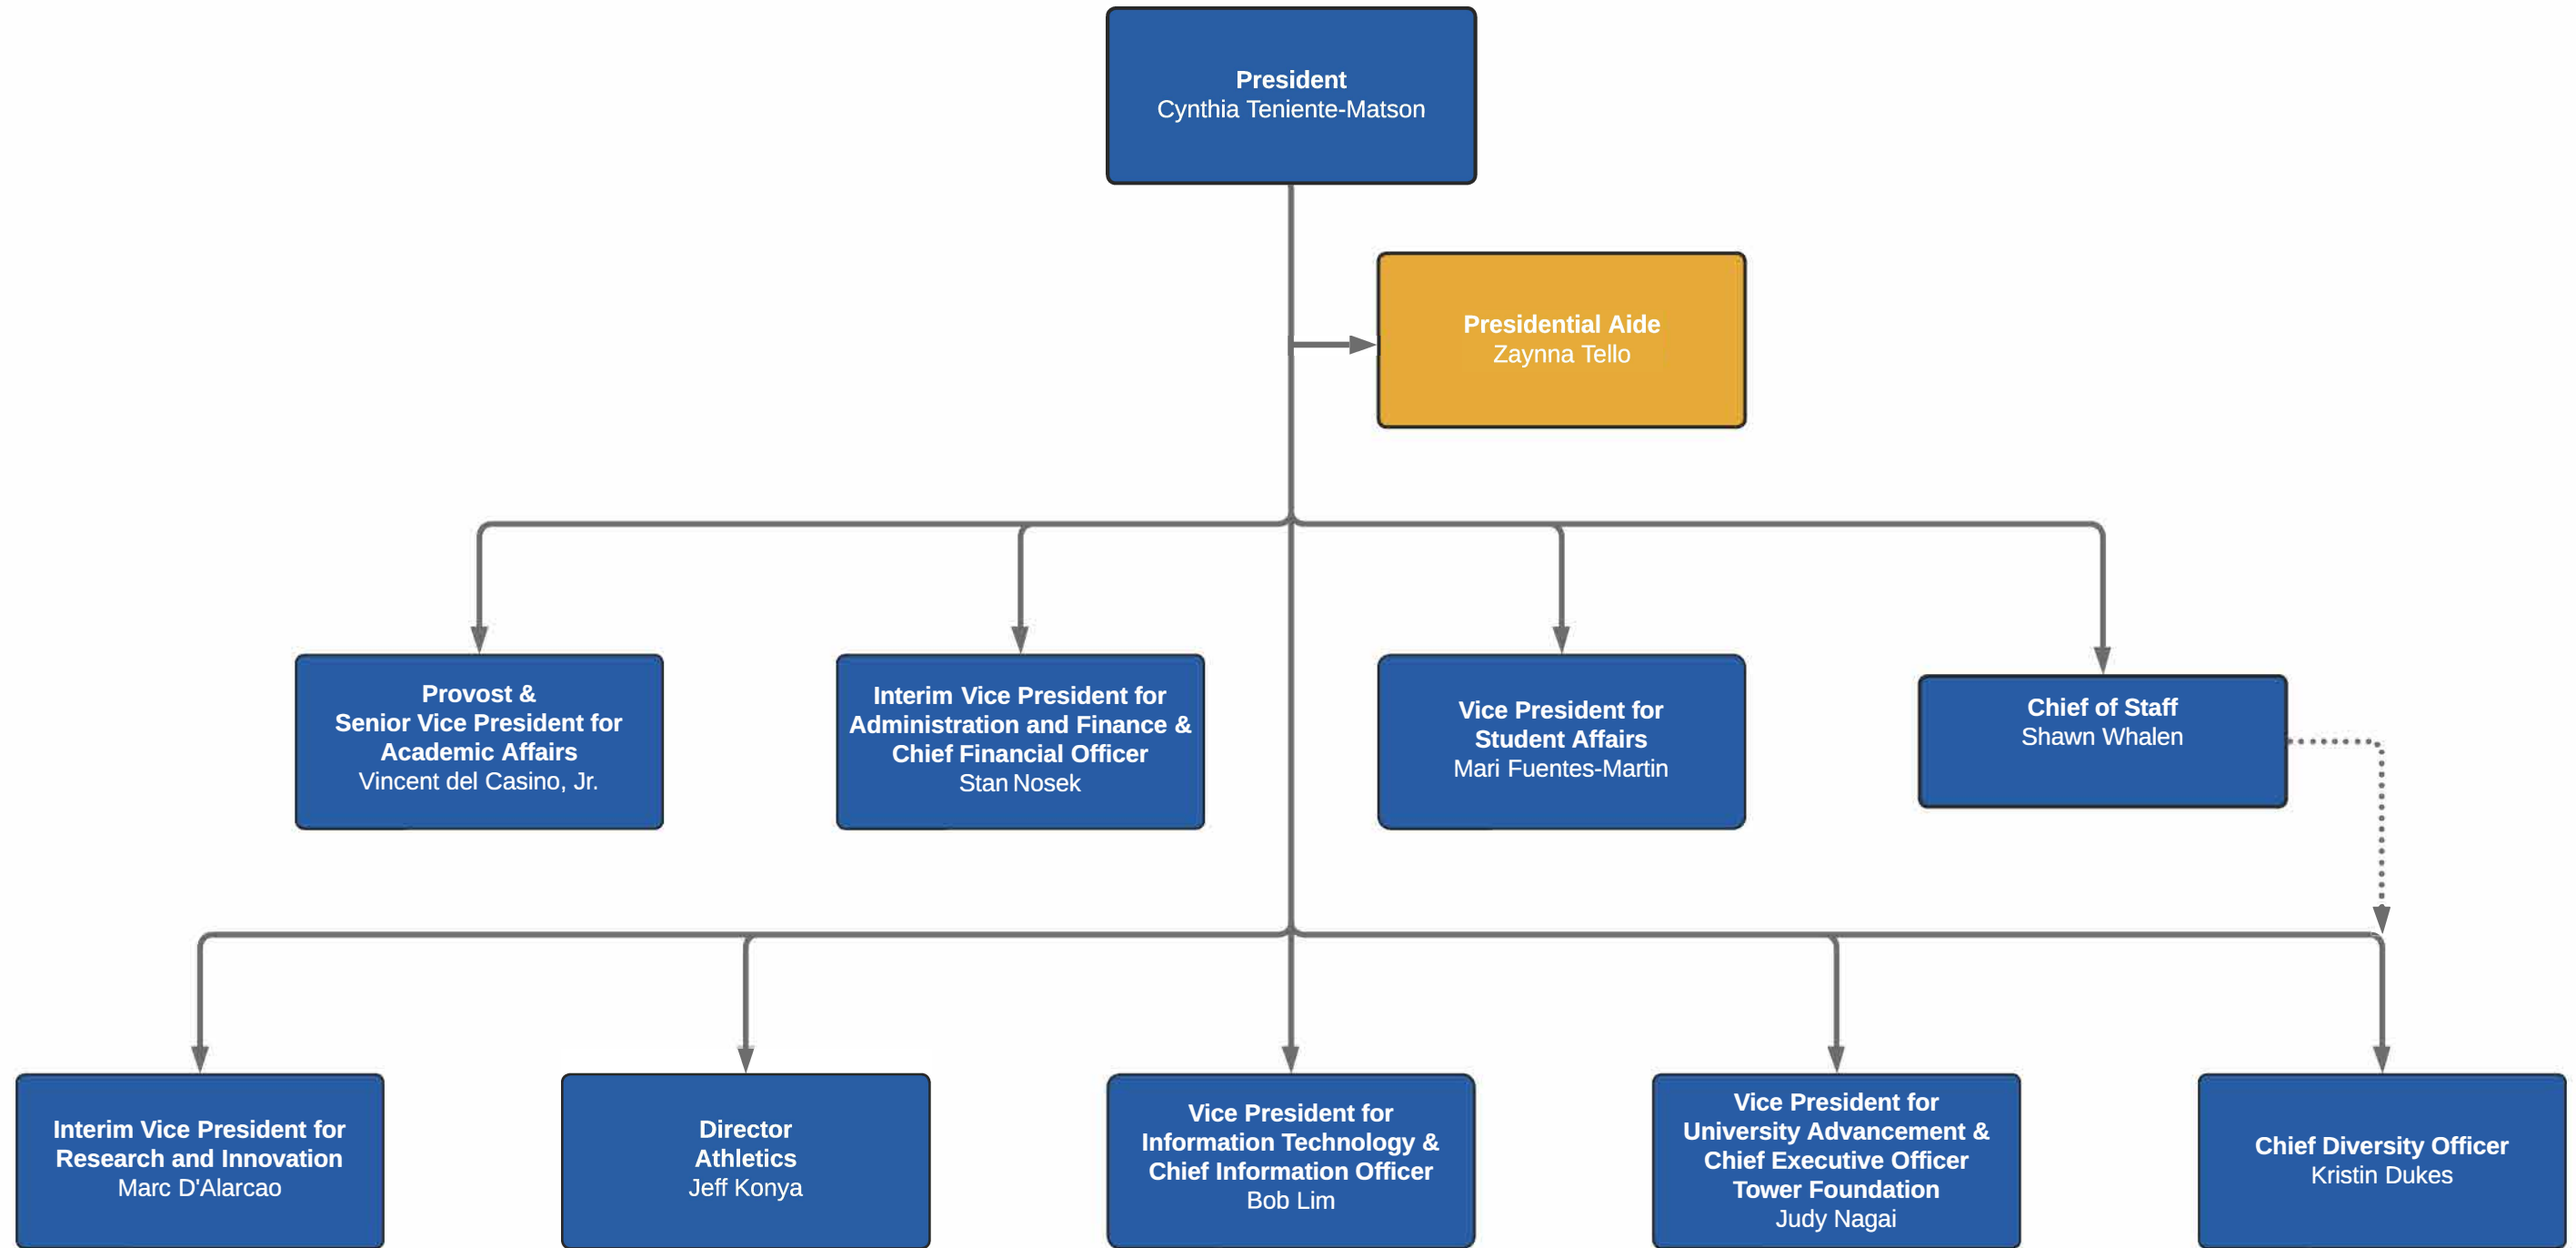 President
Cynthia Teniente-Matson
Presidential Aide
Zaynna Tello
Provost &
Senior Vice President for
Academic Affairs
Vincent del Casino, Jr.
Interim Vice President for
Administration and Finance &
Chief Financial Officer
Stan Nosek
Vice President for
Student Affairs
Mari Fuentes-Martin
Chief of Staff
Shawn Whalen
Interim Vice President for
Research and Innovation
Marc D'Alarcao
Director
Athletics
Jeff Konya
Vice President for
Information Technology &
Chief Information Officer
Bob Lim
Vice President for
University Advancement &
Chief Executive Officer
Tower Foundation
Judy Nagai
Chief Diversity Officer
Kristin Dukes